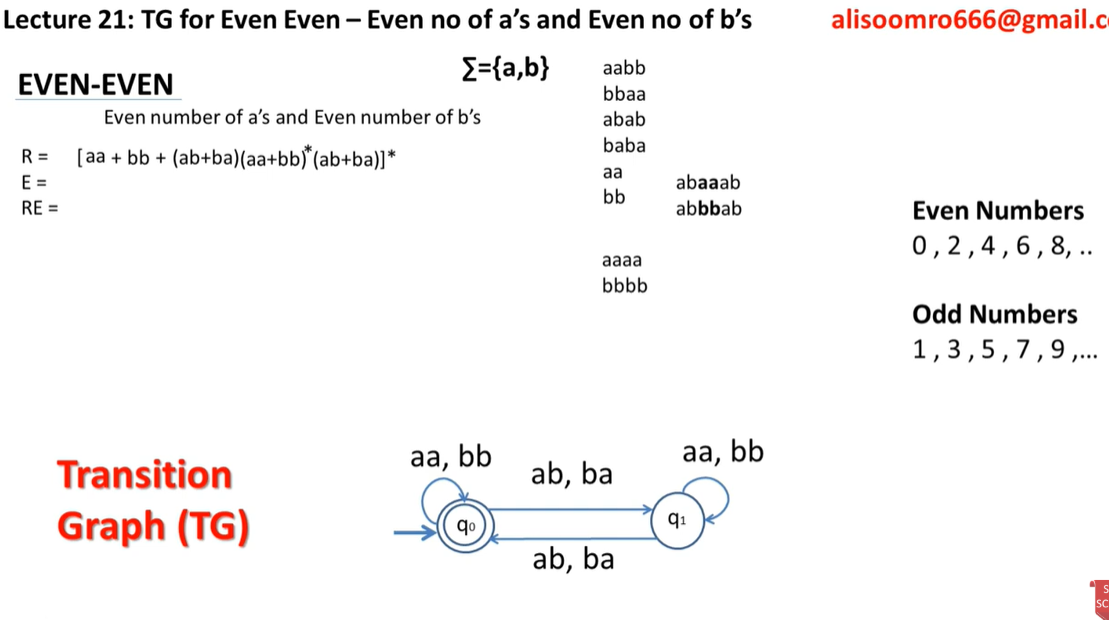 Lecture 21: TG for Even Even – Even no of a’s and Even no of b’s
alisoomro666@gmail.c
EVEN-EVEN
∑={a,b}
Even number of a’s and Even number of b’s
R = [aa + bb + (ab+ba)(aa+bb)*(ab+ba)]*
E =
RE =
aabb
bbaa
abab
baba
aa
bb
abaaab
abbbab
aaaa
bbbb
Even Numbers
0 , 2 , 4 , 6 , 8, ..
Odd Numbers
1 , 3 , 5 , 7 , 9 ,...
Transition
Graph (TG)
aa, bb
ab, ba
aa, bb
q0
q1
ab, ba